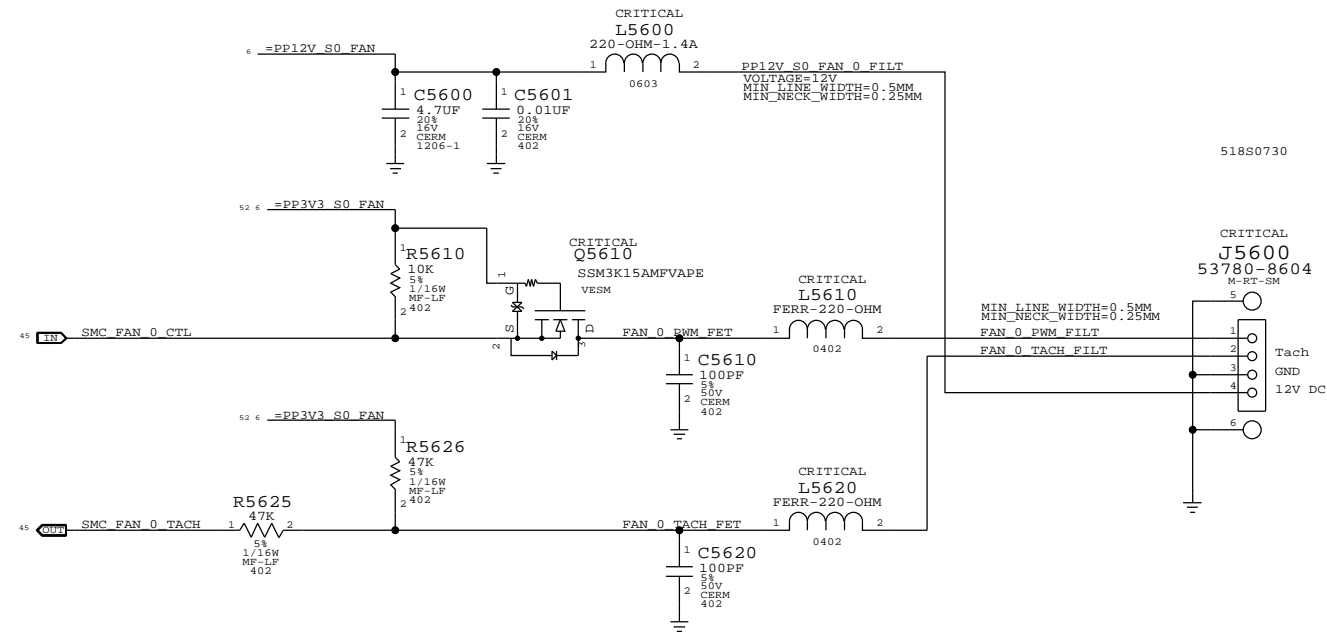 CRITICAL
L5600
220-OHM-1.4A
6 =PP12V_S0_FAN
1 2
0603
PP12V_S0_FAN_0_FILT
VOLTAGE=12V
MIN_LINE_WIDTH=0.5MM
MIN_NECK_WIDTH=0.25MM
1 C5600
4.7UF
20%
16V
2 CERM
1206-1
1 C5601
0.01UF
20%
16V
2 CERM
402
518S0730
52 6 =PP3V3_S0_FAN
1 R5610
10K
5%
1/16W
MF-LF
2 402
CRITICAL
Q5610
SSM3K15AMFVAPE
VESM
1
G
S
D
2
3
45 IN SMC_FAN_0_CTL
FAN_0_PWM_FET
CRITICAL
L5610
FERR-220-OHM
1 2
0402
1 C5610
100PF
5%
50V
2 CERM
402
MIN_LINE_WIDTH=0.5MM
MIN_NECK_WIDTH=0.25MM
FAN_0_PWM_FILT
FAN_0_TACH_FILT
CRITICAL
J5600
53780-8604
M-RT-SM
5
1
2 Tach
3 GND
4 12V DC
6
52 6 =PP3V3_S0_FAN
1 R5626
47K
5%
1/16W
MF-LF
2 402
45 OUT SMC_FAN_0_TACH
R5625
47K
1 2
5%
1/16W
MF-LF
402
FAN_0_TACH_FET
CRITICAL
L5620
FERR-220-OHM
1 2
0402
1 C5620
100PF
5%
50V
2 CERM
402